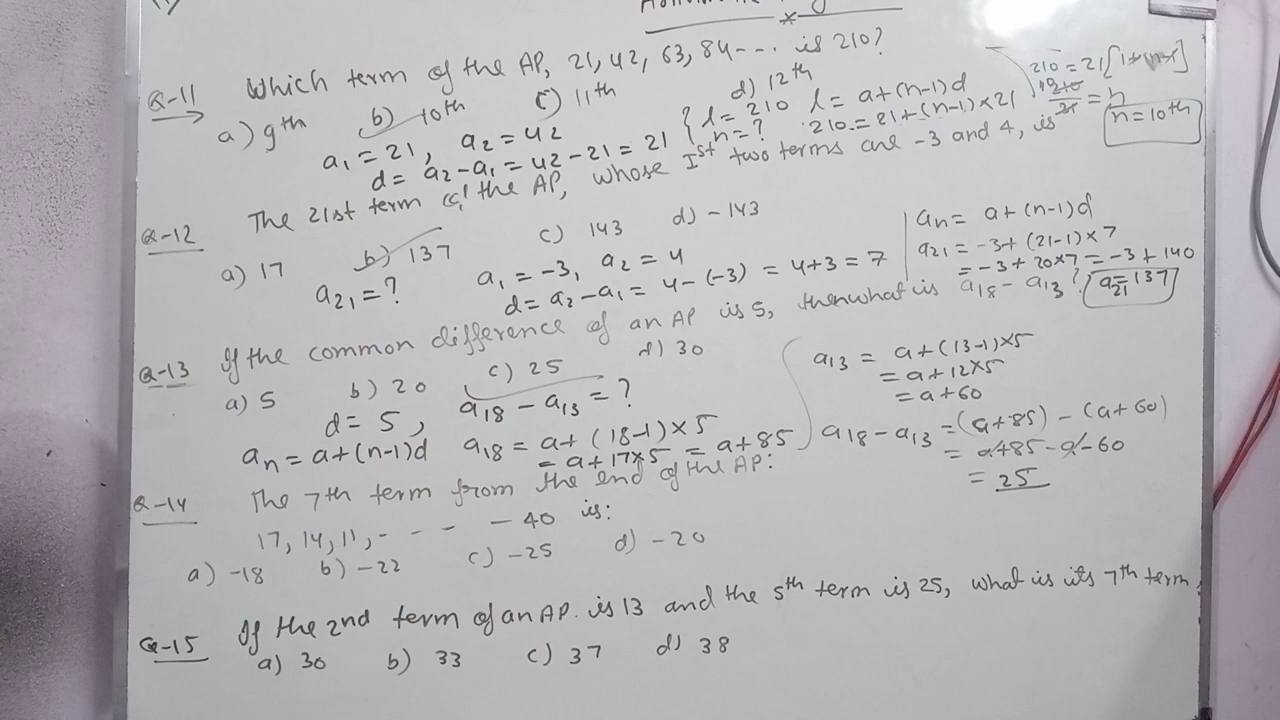 Q-11 Which term of the AP, 21, 42, 63, 84 --- is 210?
a) 9th b) 10th c) 11th d) 12th
a₁ = 21, a₂ = 42
d = a₂ - a₁ = 42 - 21 = 21
l = 210
n = ?
l = a+(n-1)d
210 = 21+(n-1)×21
210 = 21[1+n-1]
210/21 = n
n = 10th
Q-12 The 21st term of the AP, whose Ist two terms are -3 and 4, is
a) 17 b) 137 c) 143 d) -143
a₂₁ = ?
a₁ = -3, a₂ = 4
d = a₂ - a₁ = 4 - (-3) = 4+3 = 7
aₙ = a+(n-1)d
a₂₁ = -3+(21-1)×7
= -3+20×7 = -3+140
a₂₁ = 137
Q-13 If the common difference of an AP is 5, then what is a₁₈ - a₁₃?
a) 5 b) 20 c) 25 d) 30
d = 5, a₁₈ - a₁₃ = ?
aₙ = a+(n-1)d a₁₈ = a+(18-1)×5
= a+17×5 = a+85
a₁₃ = a+(13-1)×5
= a+12×5
= a+60
a₁₈ - a₁₃ = (a+85) - (a+60)
= a+85-a-60
= 25
Q-14 The 7th term from the end of the AP:
17, 14, 11, - - - - 40 is:
a) -18 b) -22 c) -25 d) -20
Q-15 If the 2nd term of an AP. is 13 and the 5th term is 25, what is its 7th term
a) 30 b) 33 c) 37 d) 38